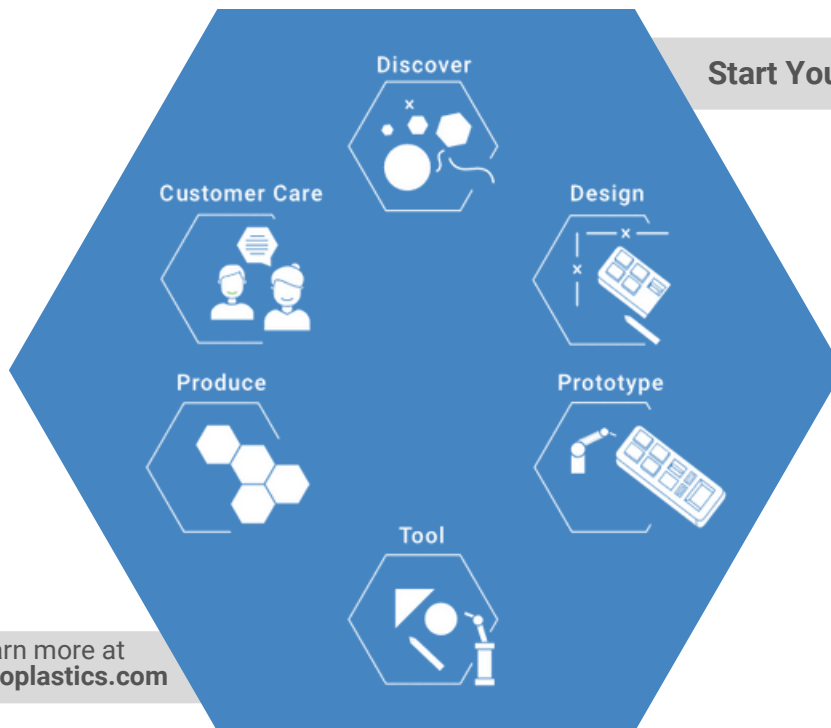 Discover
Start You
Customer Care
Design
Produce
Prototype
Tool
arn more at
oplastics.com